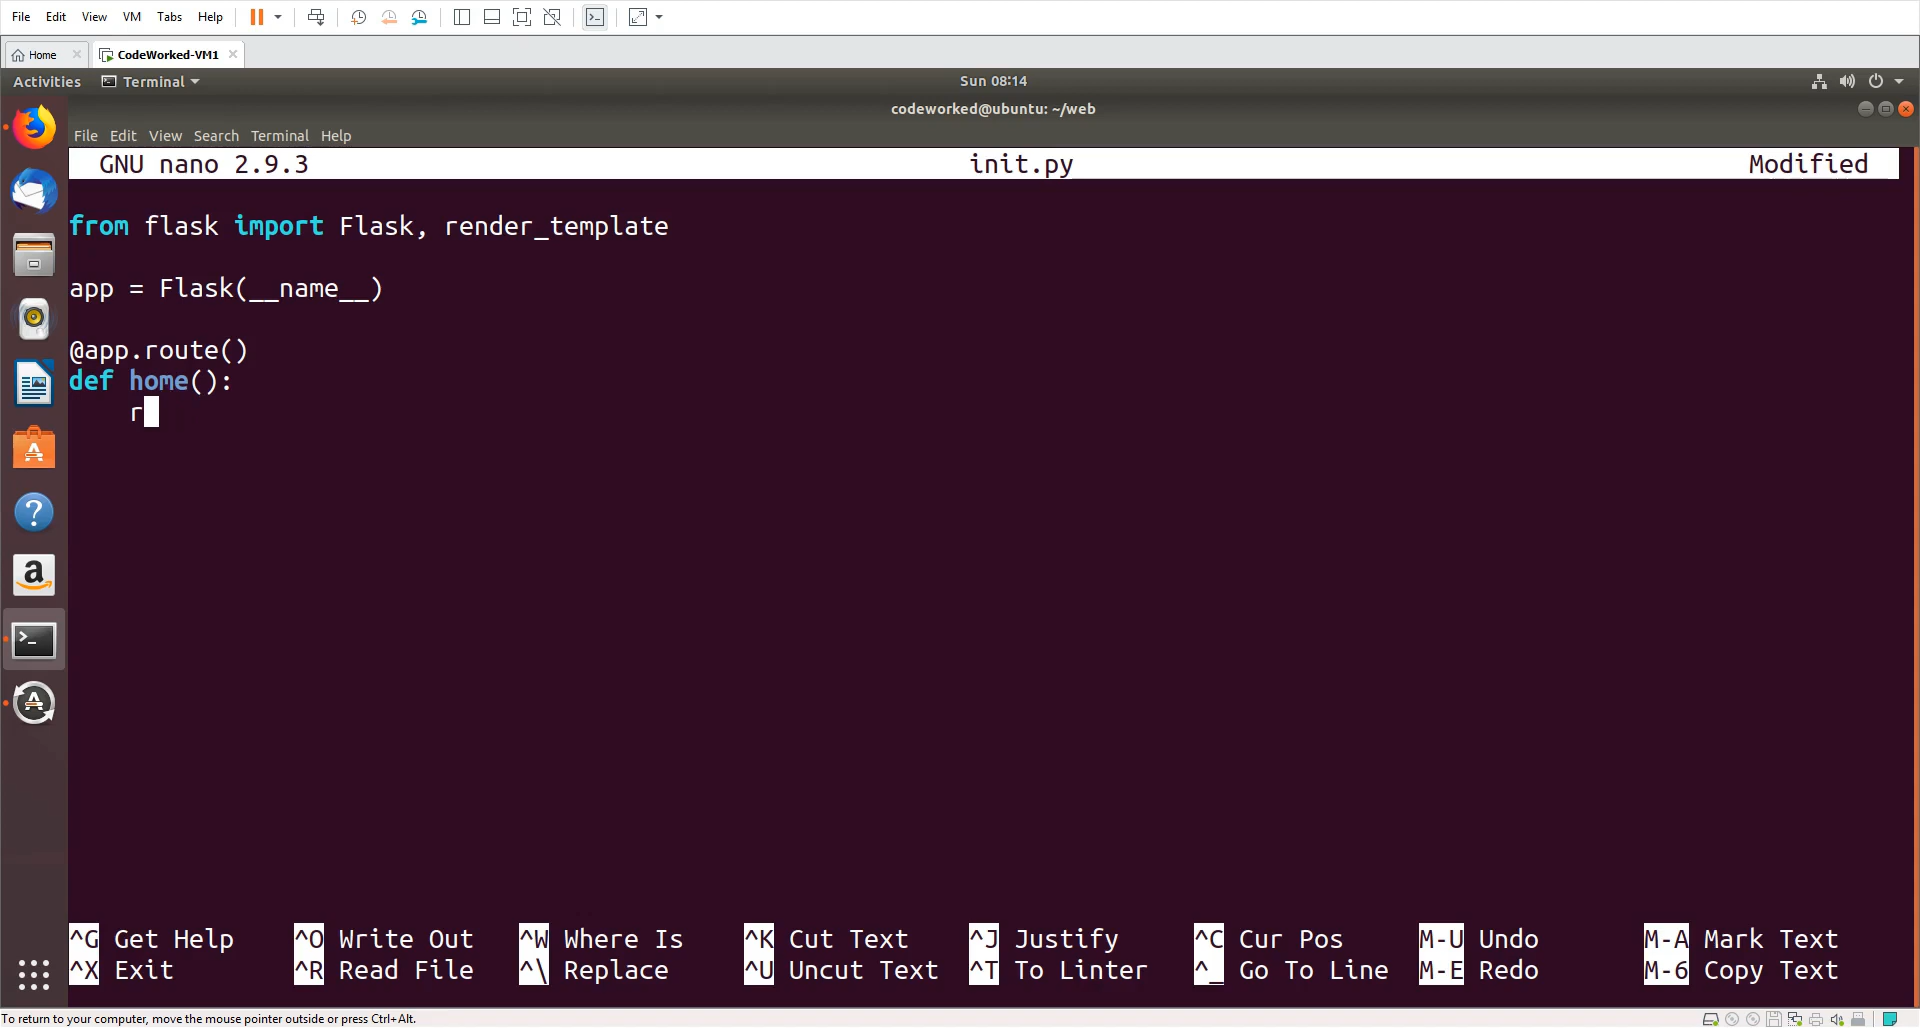 File Edit View VM Tabs Help
Home CodeWorked-VM1
Activities Terminal Sun 08:14
codeworked@ubuntu: ~/web
File Edit View Search Terminal Help
GNU nano 2.9.3 init.py Modified
from flask import Flask, render_template
app = Flask(__name__)
@app.route()
def home():
    r
^G Get Help ^O Write Out ^W Where Is ^K Cut Text ^J Justify ^C Cur Pos M-U Undo M-A Mark Text
^X Exit ^R Read File ^\ Replace ^U Uncut Text ^T To Linter ^_ Go To Line M-E Redo M-6 Copy Text
To return to your computer, move the mouse pointer outside or press Ctrl+Alt.